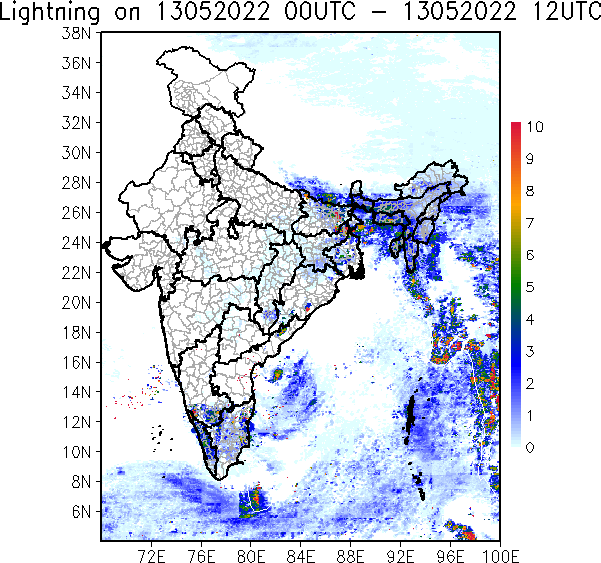 Lightning on 13052022 00UTC – 13052022 12UTC
38N
36N
34N
32N
30N
28N
26N
24N
22N
20N
18N
16N
14N
12N
10N
8N
6N
72E 76E 80E 84E 88E 92E 96E 100E
10
9
8
7
6
5
4
3
2
1
0